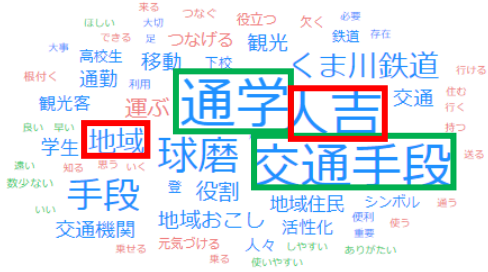 来る つなぐ
ほしい 大切 役立つ 欠く 必要
大事 できる 足 つなげる 観光 鉄道 存在
高校生 移動 下校 くま川鉄道 行ける
根付く 通勤 利用 通学 人吉 交通 住む
観光客 運ぶ 行く
良い 早い 地域 持つ
学生 球磨 交通手段 送る
遠い 知る 思う いく
数少ない 手段 登 役割 地域住民 シンボル 通う
いい 地域おこし 便利 使う
交通機関 活性化 重要
元気づける 人々 しやすい ありがたい
乗せる 乗る 使いやすい